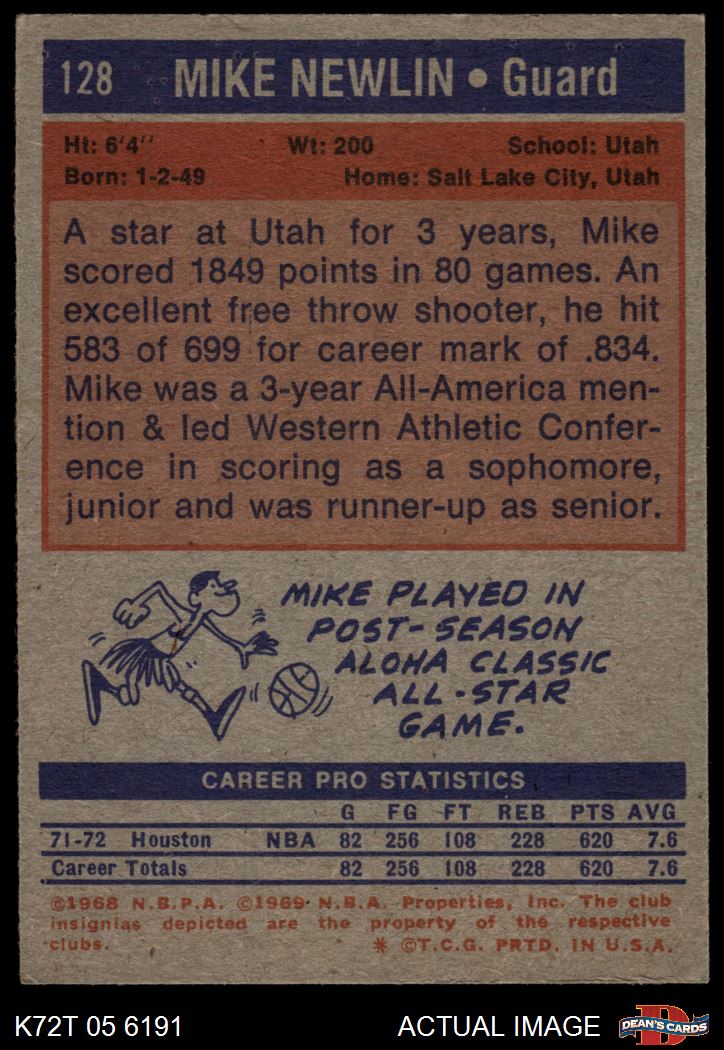 128 MIKE NEWLIN • Guard
Ht: 6'4'' Wt: 200 School: Utah
Born: 1-2-49 Home: Salt Lake City, Utah
A star at Utah for 3 years, Mike
scored 1849 points in 80 games. An
excellent free throw shooter, he hit
583 of 699 for career mark of .834.
Mike was a 3-year All-America men-
tion & led Western Athletic Confer-
ence in scoring as a sophomore,
junior and was runner-up as senior.
MIKE PLAYED IN
POST-SEASON
ALOHA CLASSIC
ALL-STAR
GAME.
CAREER PRO STATISTICS
G FG FT REB PTS AVG
71-72 Houston NBA 82 256 108 228 620 7.6
Career Totals 82 256 108 228 620 7.6
©1968 N.B.P.A. ©1969 N.B.A. Properties, Inc. The club
insignias depicted are the property of the respective
clubs. * ©T.C.G. PRTD. IN U.S.A.
K72T 05 6191 ACTUAL IMAGE D DEAN'S CARDS